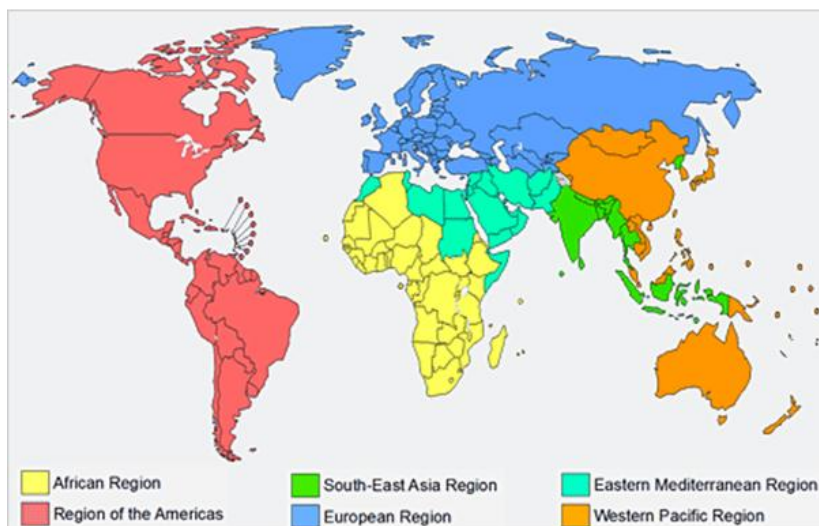 African Region
South-East Asia Region
Eastern Mediterranean Region
Region of the Americas
European Region
Western Pacific Region